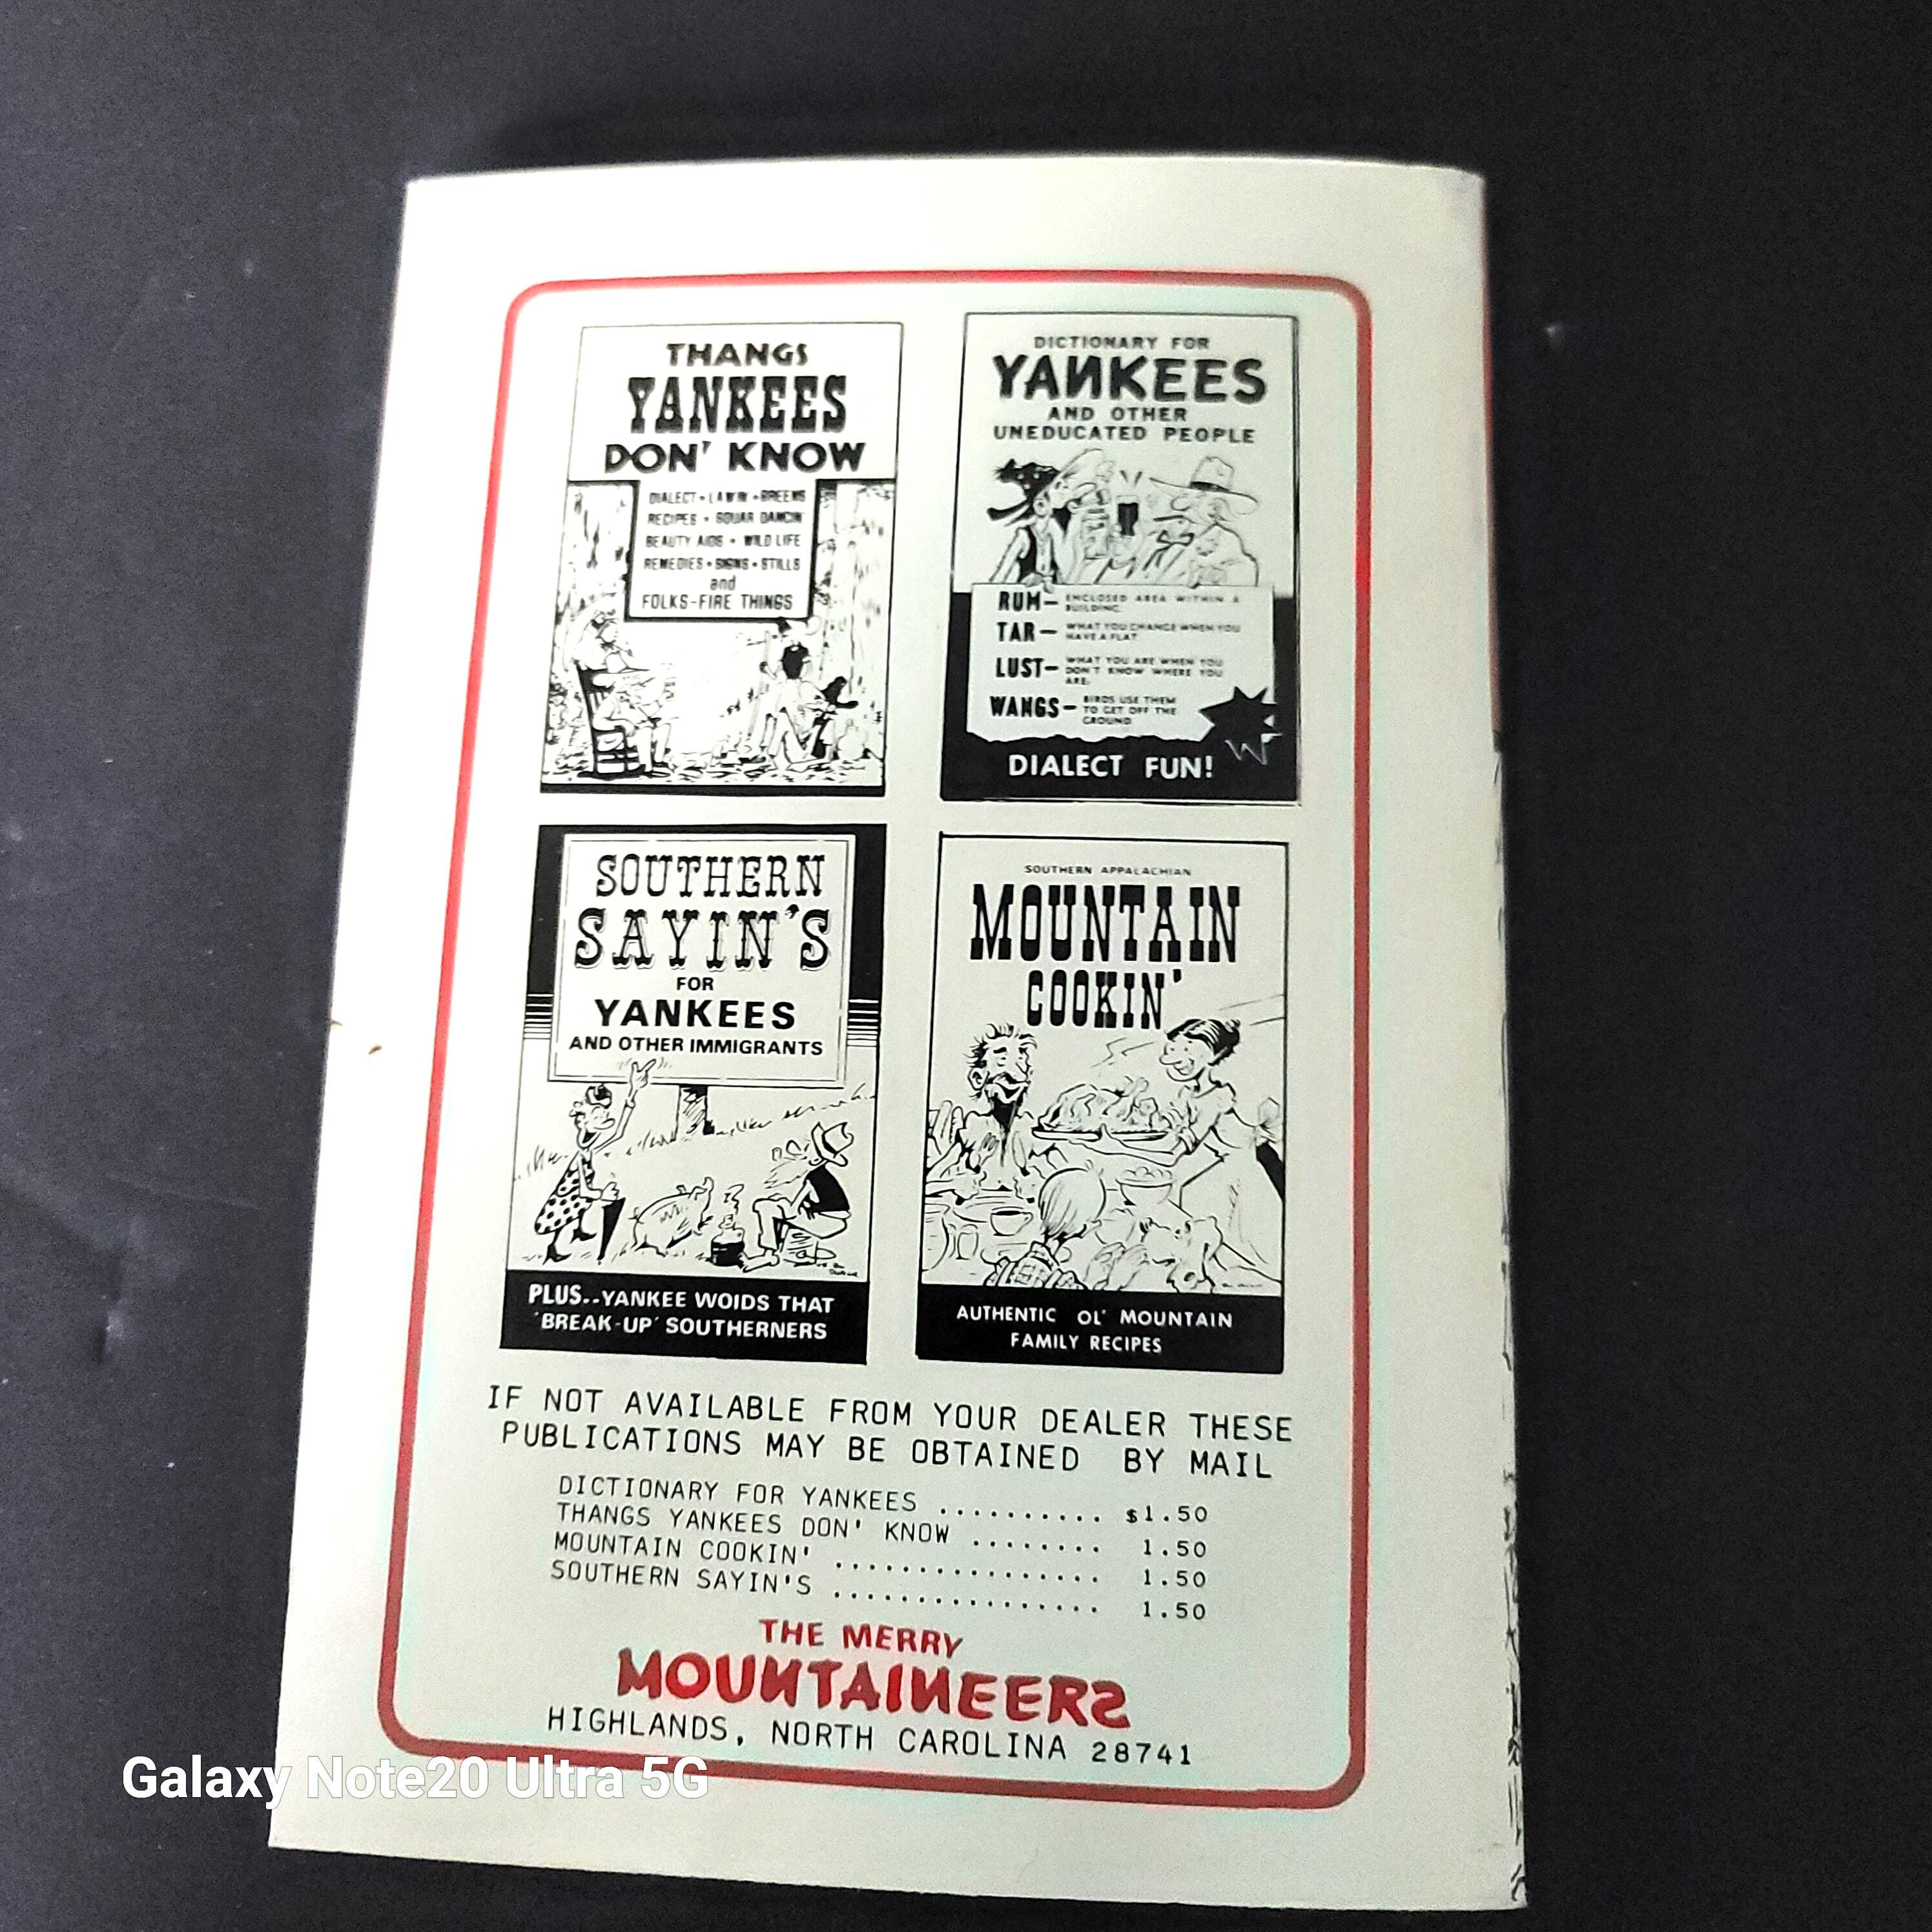 THANGS
YANKEES
DON' KNOW
DIALECT • LAWIN • GREENS
RECIPES • SQUAR DANCIN
BEAUTY AIDS • WILD LIFE
REMEDIES • SIGNS • STILLS
and
FOLKS-FIRE THINGS
DICTIONARY FOR
YANKEES
AND OTHER
UNEDUCATED PEOPLE
RUM— ENCLOSED AREA WITHIN A
BUILDING.
TAR— WHAT YOU CHANGE WHEN YOU
HAVE A FLAT
LUST— WHAT YOU ARE WHEN YOU
DON'T KNOW WHERE YOU
ARE.
WANGS— BIRDS USE THEM
TO GET OFF THE
GROUND
DIALECT FUN!
SOUTHERN
SAYIN'S
FOR
YANKEES
AND OTHER IMMIGRANTS
PLUS..YANKEE WOIDS THAT
'BREAK-UP' SOUTHERNERS
SOUTHERN APPALACHIAN
MOUNTAIN
COOKIN'
AUTHENTIC OL' MOUNTAIN
FAMILY RECIPES
IF NOT AVAILABLE FROM YOUR DEALER THESE
PUBLICATIONS MAY BE OBTAINED BY MAIL
DICTIONARY FOR YANKEES .......... $1.50
THANGS YANKEES DON' KNOW ........ 1.50
MOUNTAIN COOKIN' ................ 1.50
SOUTHERN SAYIN'S ................ 1.50
THE MERRY
MOUNTAINEERS
HIGHLANDS, NORTH CAROLINA 28741
Galaxy Note20 Ultra 5G